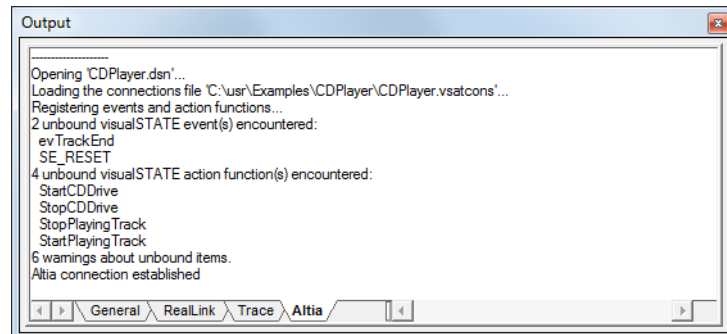 Output
--------------------
Opening 'CDPlayer.dsn'...
Loading the connections file 'C:\usr\Examples\CDPlayer\CDPlayer.vsatcons'...
Registering events and action functions...
2 unbound visualSTATE event(s) encountered:
evTrackEnd
SE_RESET
4 unbound visualSTATE action function(s) encountered:
StartCDDrive
StopCDDrive
StopPlayingTrack
StartPlayingTrack
6 warnings about unbound items.
Altia connection established
General RealLink Trace Altia